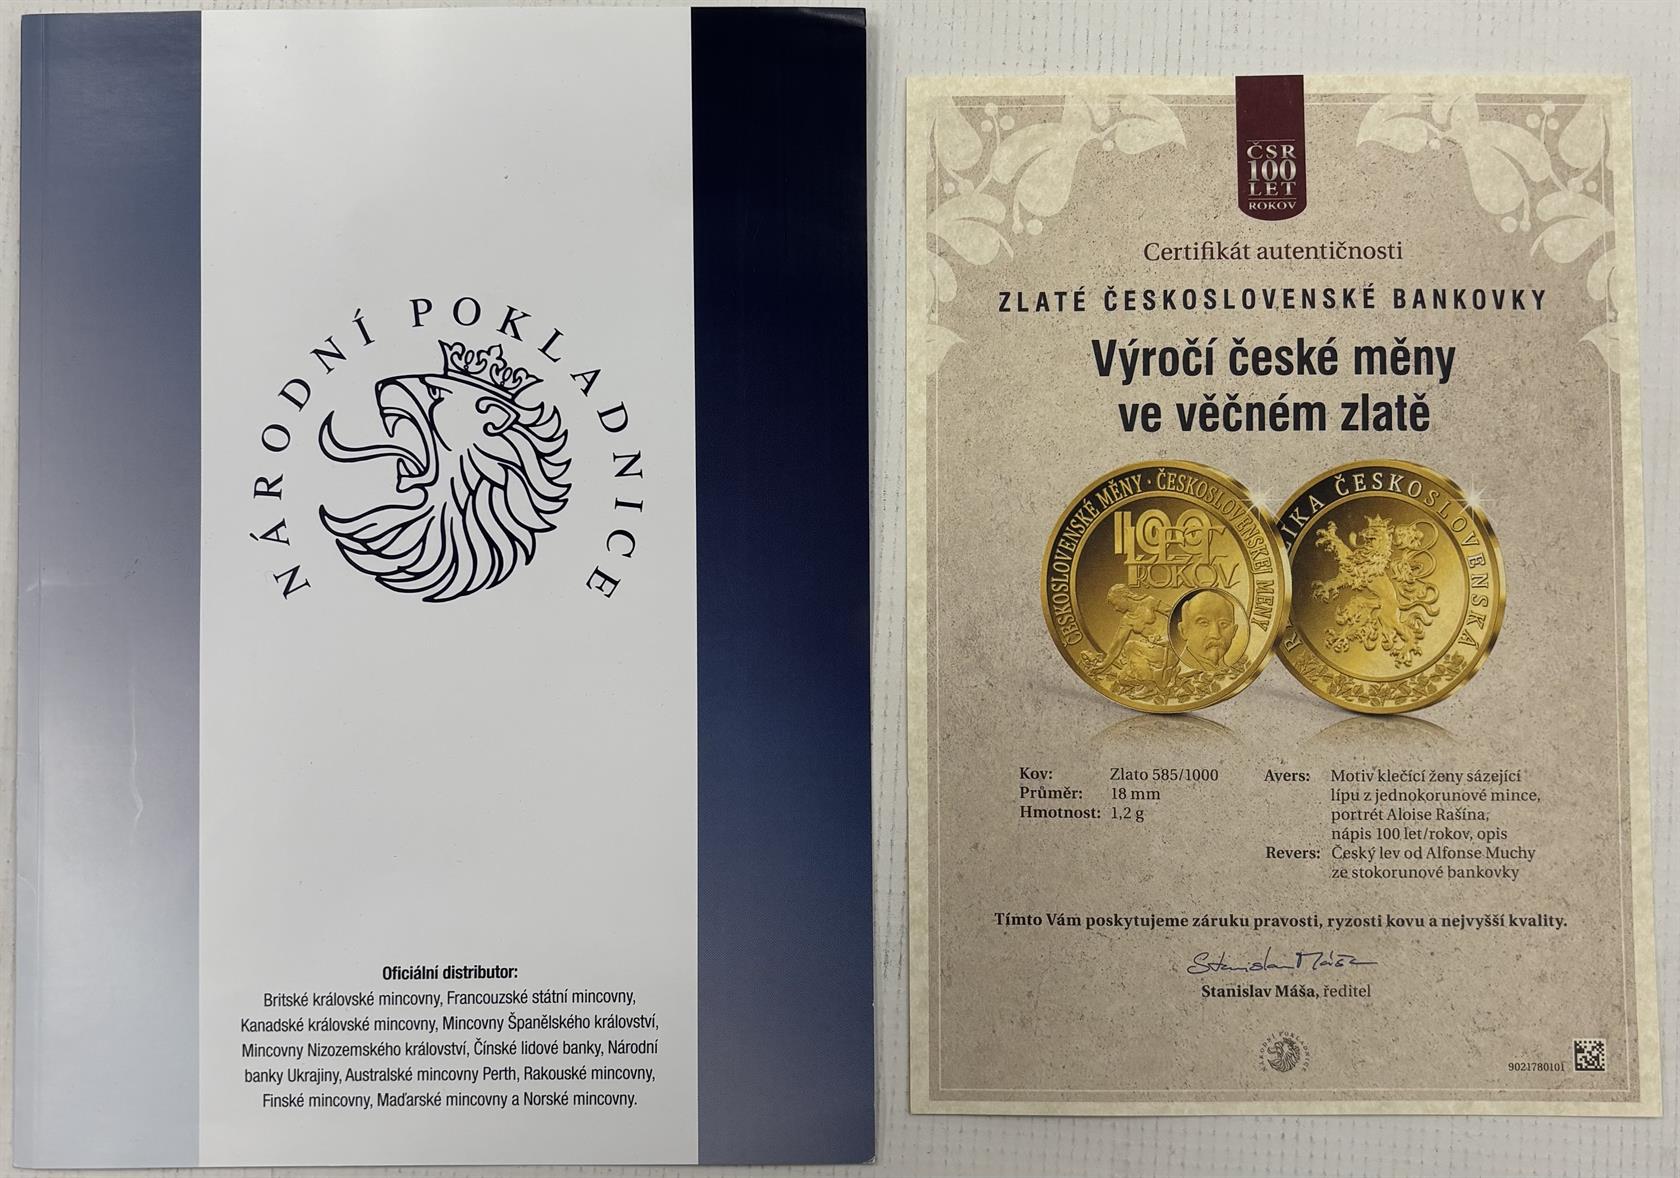 NÁRODNÍ POKLADNICE
Oficiální distributor:
Britské královské mincovny, Francouzské státní mincovny,
Kanadské královské mincovny, Mincovny Španělského království,
Mincovny Nizozemského království, Čínské lidové banky, Národní
banky Ukrajiny, Australské mincovny Perth, Rakouské mincovny,
Finské mincovny, Maďarské mincovny a Norské mincovny.
ČSR
100
LET
ROKOV
Certifikát autentičnosti
ZLATÉ ČESKOSLOVENSKÉ BANKOVKY
Výročí české měny
ve věčném zlatě
ČESKOSLOVENSKÉ MĚNY · ČESKOSLOVENSKEJ MENY
100
LET
ROKOV
LIKA ČESKOSLOVENSKÁ
Kov: Zlato 585/1000
Průměr: 18 mm
Hmotnost: 1,2 g
Avers: Motiv klečící ženy sázející
lípu z jednokorunové mince,
portrét Aloise Rašína,
nápis 100 let/rokov, opis
Revers: Český lev od Alfonse Muchy
ze stokorunové bankovky
Tímto Vám poskytujeme záruku pravosti, ryzosti kovu a nejvyšší kvality.
Stanislav Máša
Stanislav Máša, ředitel
NÁRODNÍ POKLADNICE
9021780101